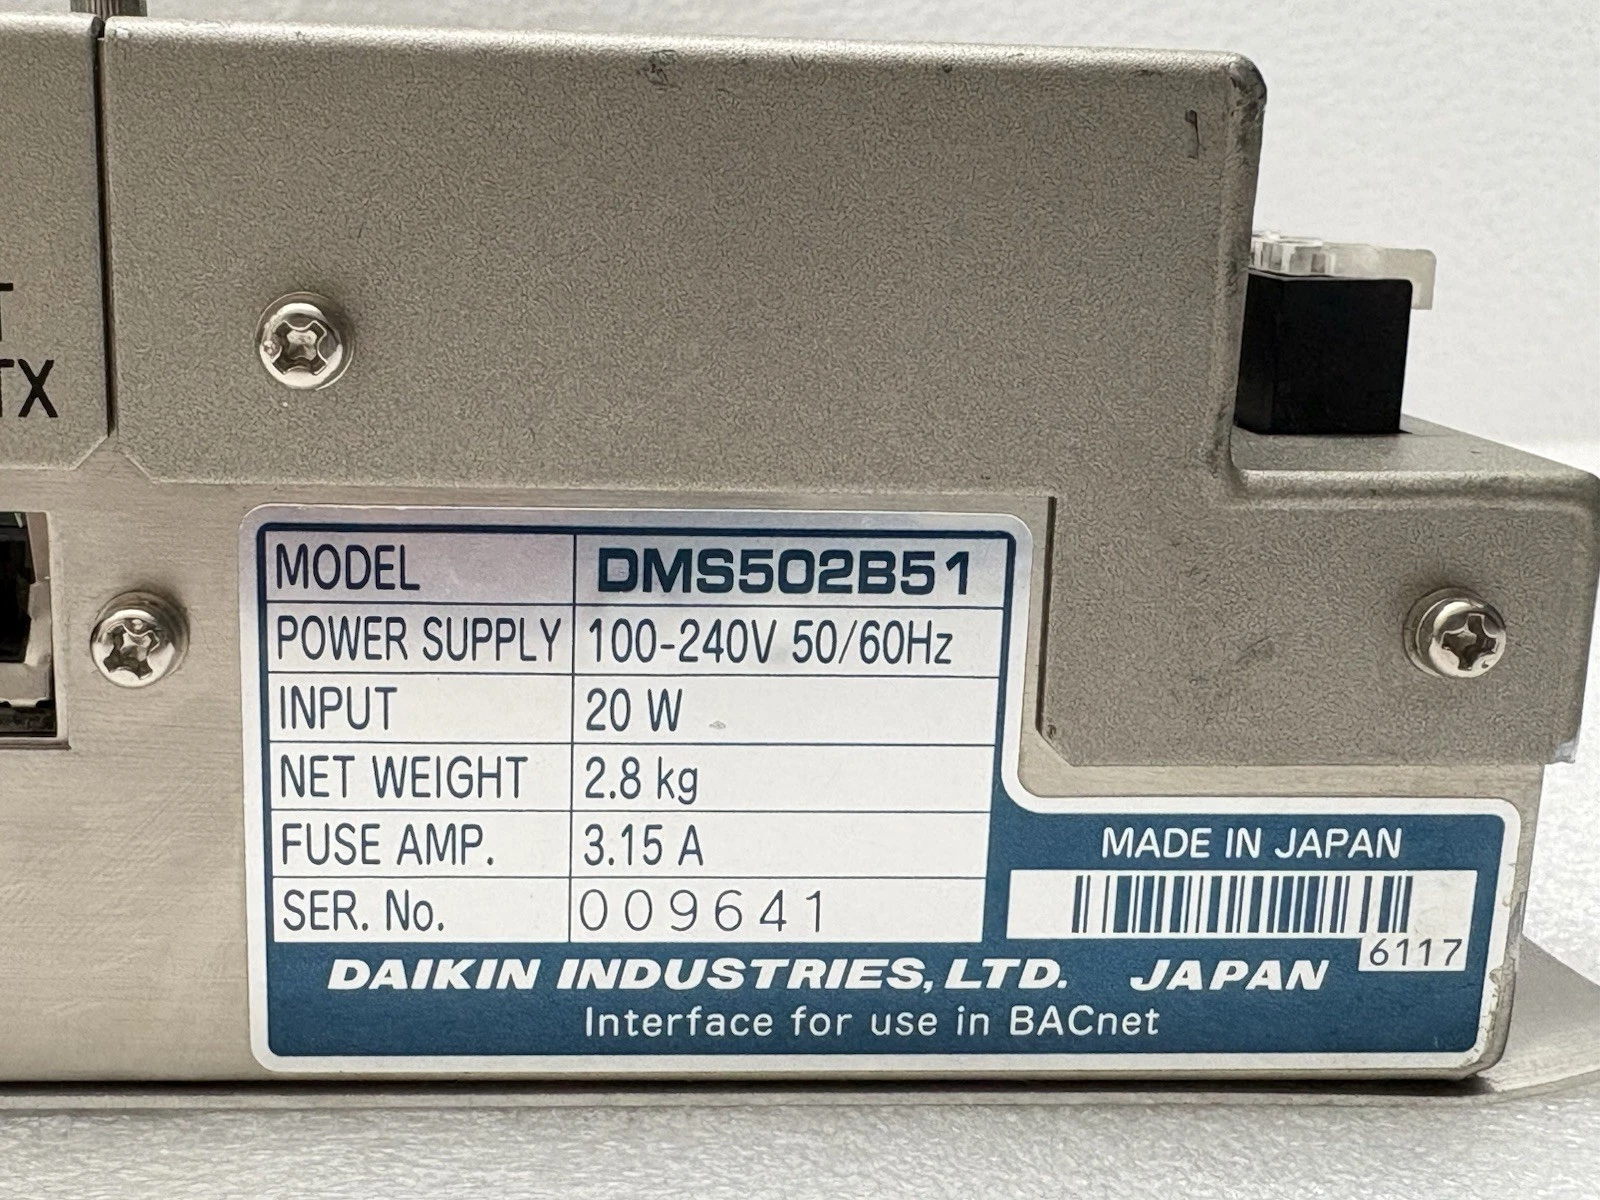 T
TX
MODEL DMS502B51
POWER SUPPLY 100-240V 50/60Hz
INPUT 20 W
NET WEIGHT 2.8 kg
FUSE AMP. 3.15 A
SER. No. 009641
MADE IN JAPAN
6117
DAIKIN INDUSTRIES, LTD. JAPAN
Interface for use in BACnet